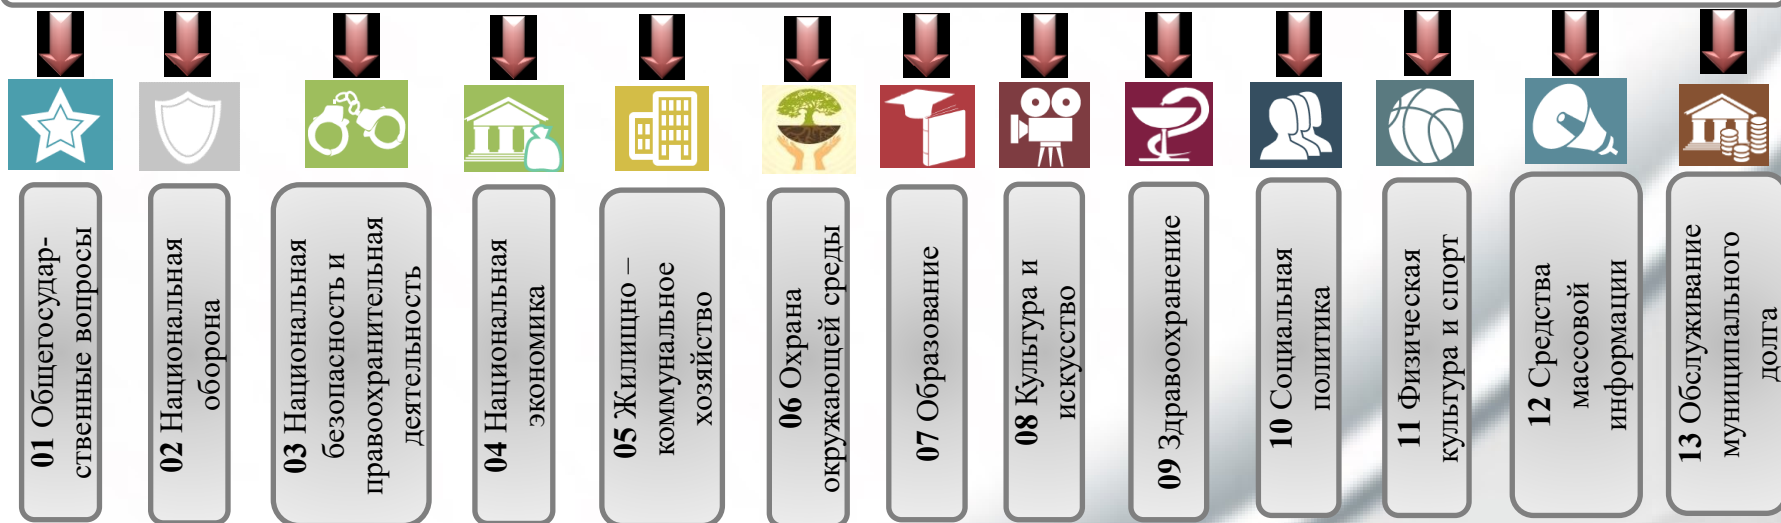 01 Общегосудар-
ственные вопросы
02 Национальная
оборона
03 Национальная
безопасность и
правоохранительная
деятельность
04 Национальная
экономика
05 Жилищно –
коммунальное
хозяйство
06 Охрана
окружающей среды
07 Образование
08 Культура и
искусство
09 Здравоохранение
10 Социальная
политика
11 Физическая
культура и спорт
12 Средства
массовой
информации
13 Обслуживание
муниципального
долга